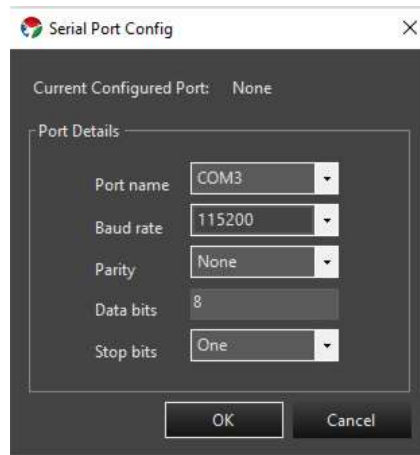 Serial Port Config
Current Configured Port: None
Port Details
Port name COM3
Baud rate 115200
Parity None
Data bits 8
Stop bits One
OK Cancel